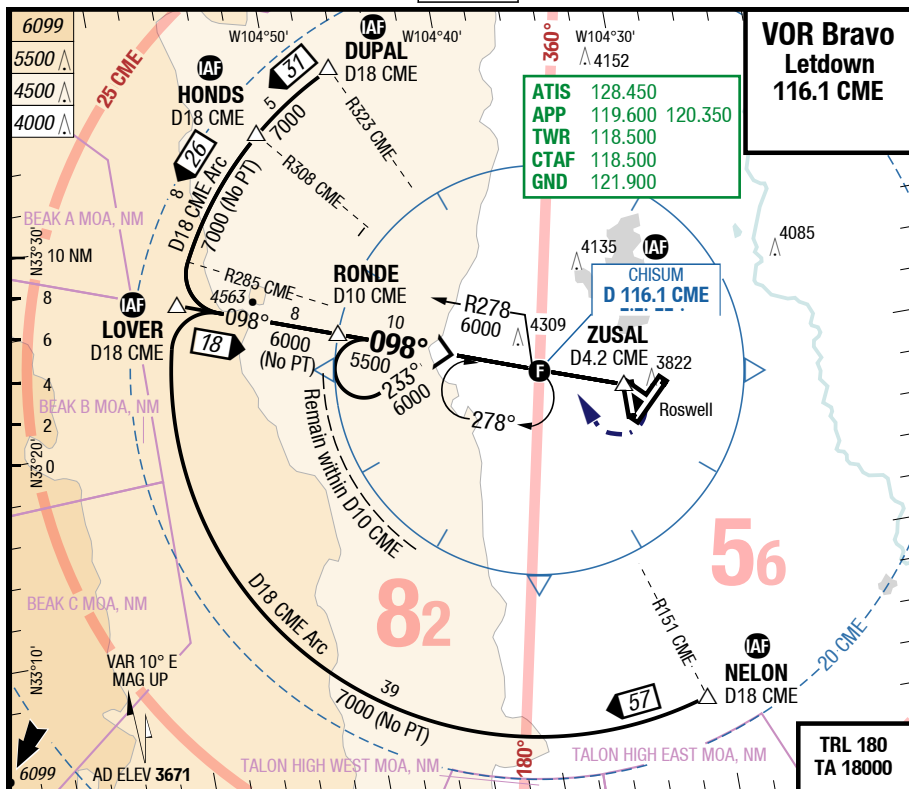 6099
5500
4500
4000
25 CME
W104°50'
W104°40'
W104°30'
360°
4152
VOR Bravo
Letdown
116.1 CME
IAF
DUPAL
D18 CME
31
IAF
HONDS
D18 CME
5
7000
R323 CME
ATIS 128.450
APP 119.600 120.350
TWR 118.500
CTAF 118.500
GND 121.900
26
8
D18 CME Arc
7000 (No PT)
R308 CME
BEAK A MOA, NM
N33°30'
10 NM
8
6
4
2
0
R285 CME
4563
RONDE
D10 CME
4135
IAF
4085
CHISUM
D 116.1 CME
IAF
LOVER
D18 CME
18
098°
8
6000
(No PT)
10
098°
5500
233°
6000
R278
6000
4309
ZUSAL
D4.2 CME
F
3822
Roswell
278°
BEAK B MOA, NM
N33°20'
Remain within D10 CME
56
82
BEAK C MOA, NM
D18 CME Arc
39
7000 (No PT)
R151 CME
IAF
NELON
D18 CME
57
20 CME
N33°10'
VAR 10° E
MAG UP
6099
AD ELEV 3671
TALON HIGH WEST MOA, NM
180°
TALON HIGH EAST MOA, NM
TRL 180
TA 18000